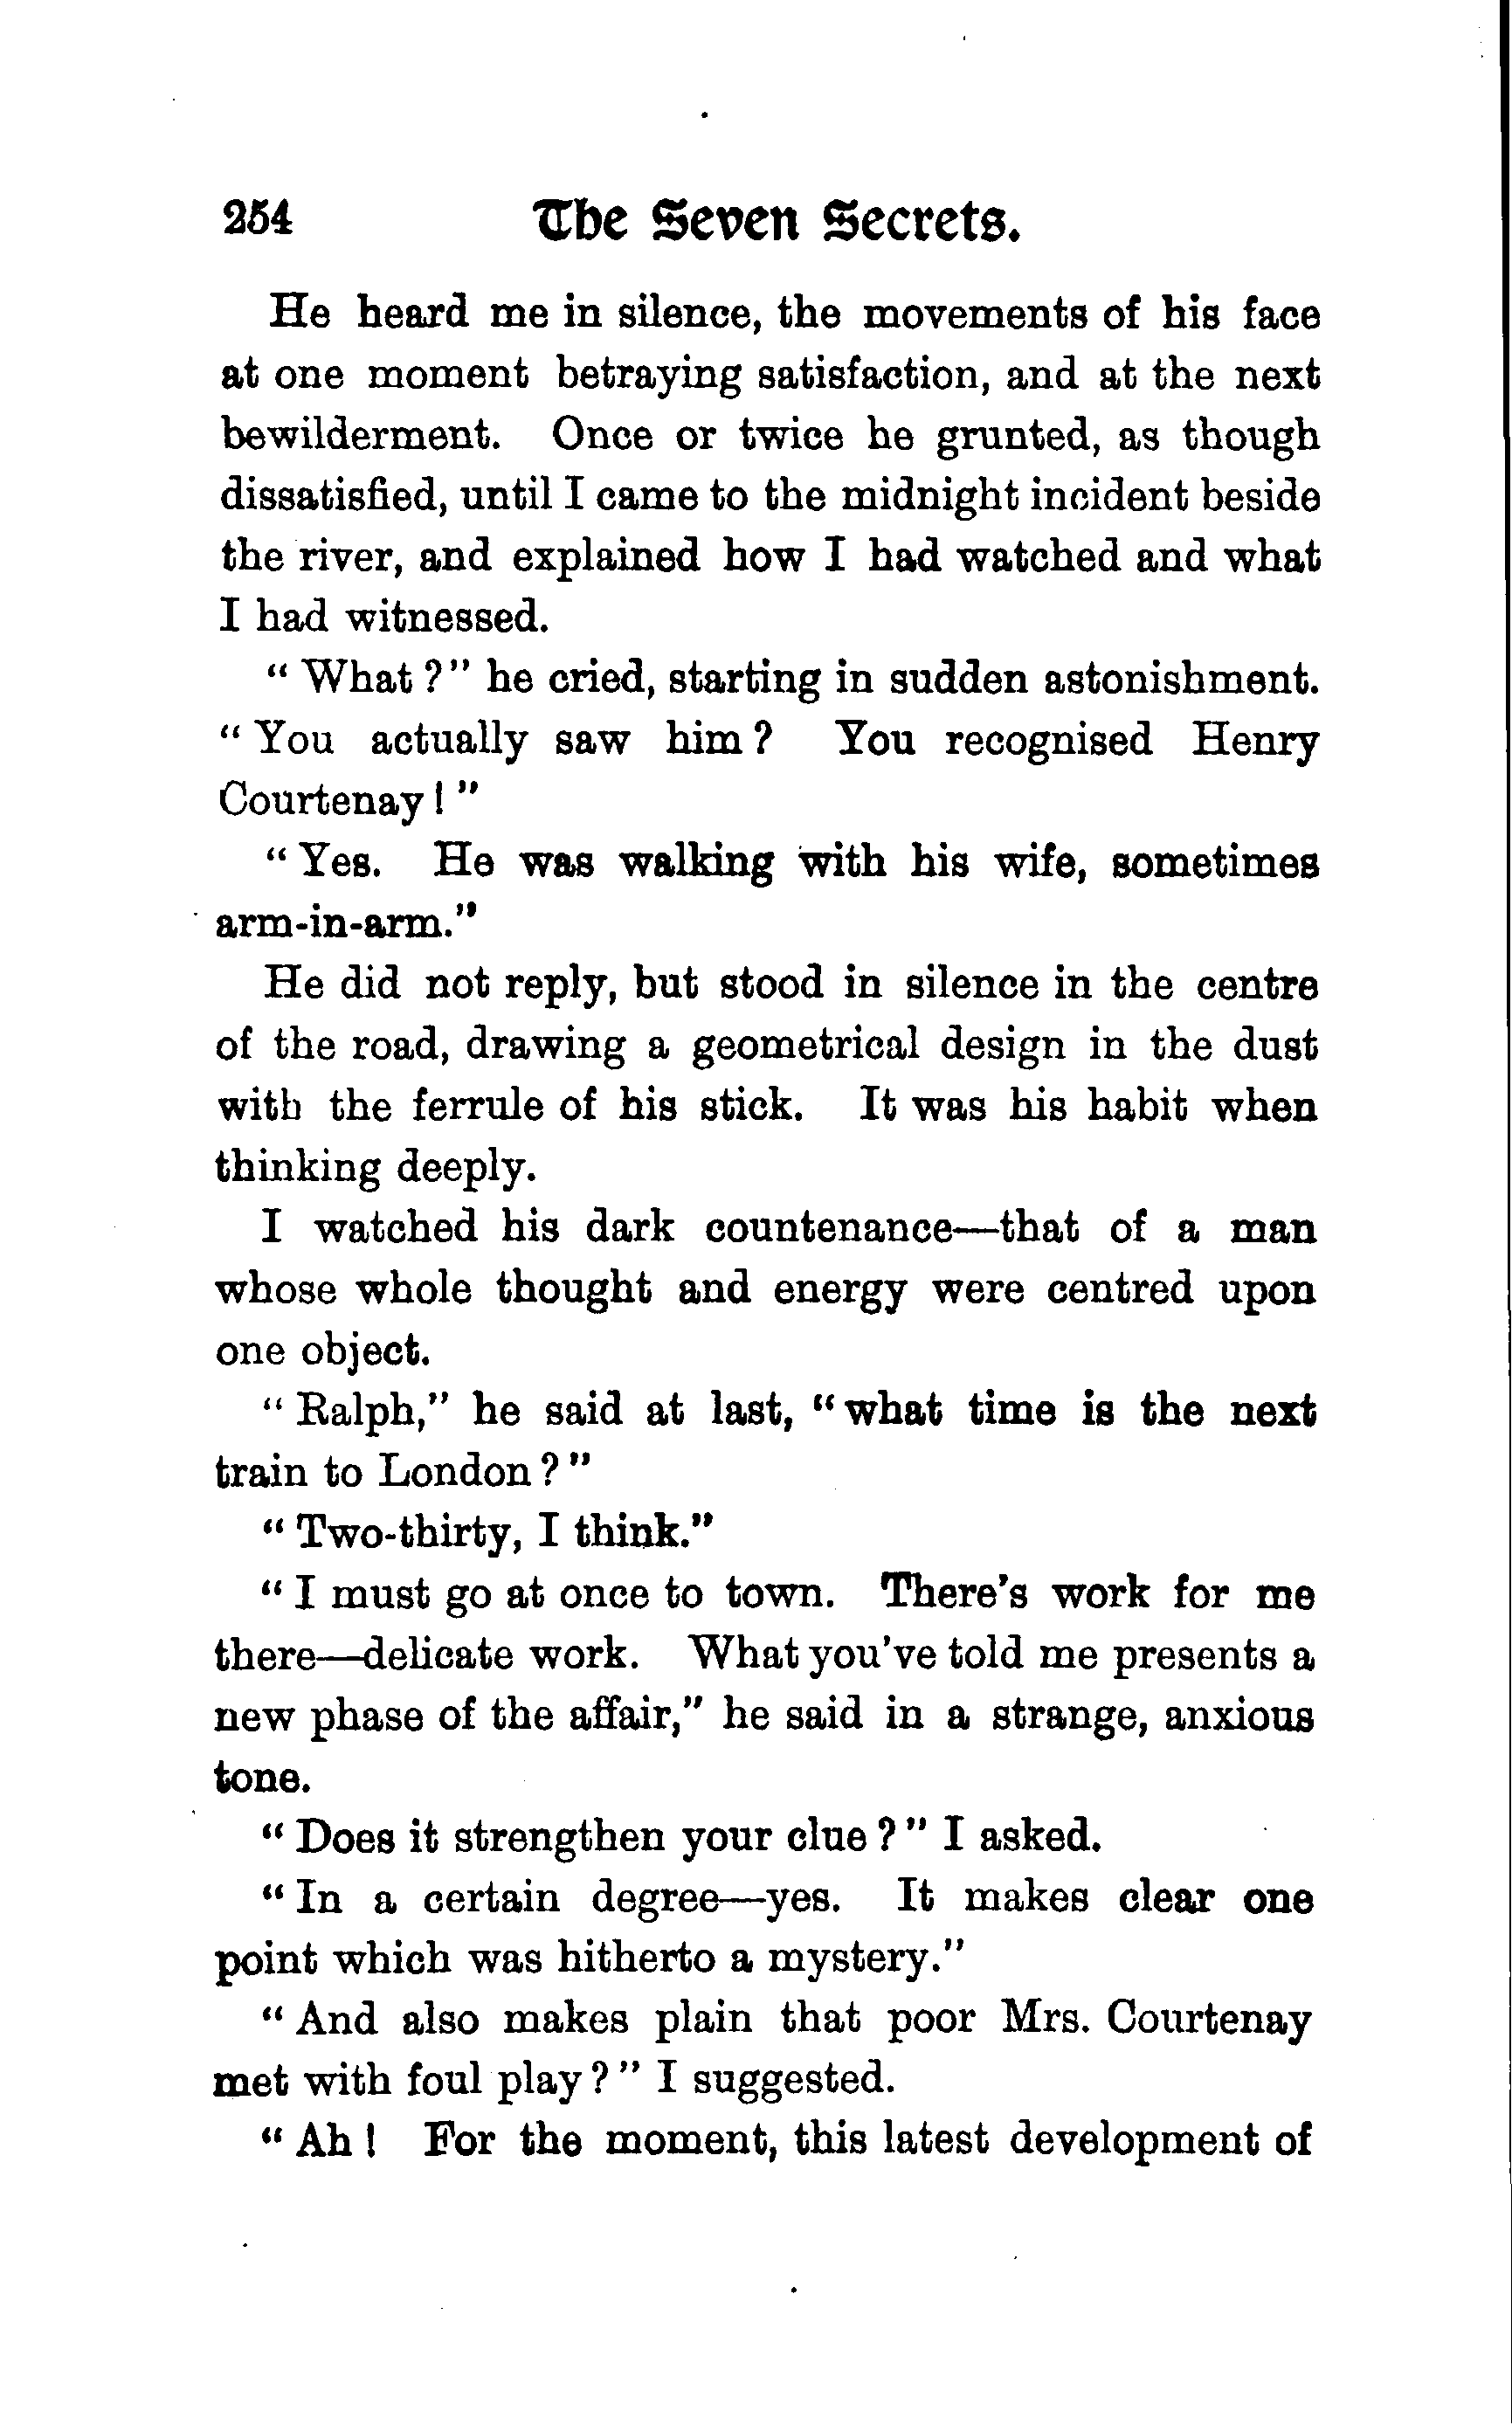 254 The Seven Secrets.
He heard me in silence, the movements of his face
at one moment betraying satisfaction, and at the next
bewilderment. Once or twice he grunted, as though
dissatisfied, until I came to the midnight incident beside
the river, and explained how I had watched and what
I had witnessed.
" What ?" he cried, starting in sudden astonishment.
" You actually saw him ? You recognised Henry
Courtenay ! "
" Yes. He was walking with his wife, sometimes
arm-in-arm."
He did not reply, but stood in silence in the centre
of the road, drawing a geometrical design in the dust
with the ferrule of his stick. It was his habit when
thinking deeply.
I watched his dark countenance—that of a man
whose whole thought and energy were centred upon
one object.
" Ralph," he said at last, " what time is the next
train to London ? "
" Two-thirty, I think."
" I must go at once to town. There's work for me
there—delicate work. What you've told me presents a
new phase of the affair," he said in a strange, anxious
tone.
" Does it strengthen your clue ? " I asked.
" In a certain degree—yes. It makes clear one
point which was hitherto a mystery."
" And also makes plain that poor Mrs. Courtenay
met with foul play ? " I suggested.
" Ah ! For the moment, this latest development of